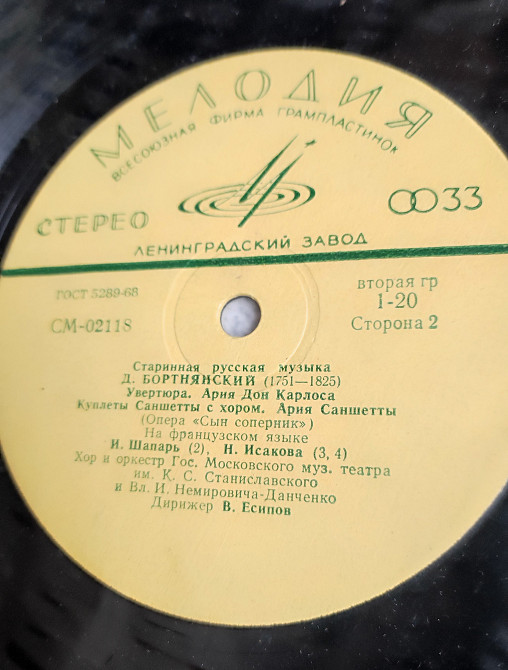 МЕЛОДИЯ
ВСЕСОЮЗНАЯ ФИРМА ГРАМПЛАСТИНОК
СТЕРЕО
33
ЛЕНИНГРАДСКИЙ ЗАВОД
ГОСТ 5289-68
вторая гр
1-20
СМ-02118
Сторона 2
Старинная русская музыка
Д. БОРТНЯНСКИЙ (1751—1825)
Увертюра. Ария Дон Карлоса
Куплеты Саншетты с хором. Ария Саншетты
(Опера «Сын соперник»)
На французском языке
И. Шапарь (2), Н. Исакова (3, 4)
Хор и оркестр Гос. Московского муз. театра
им. К. С. Станиславского
и Вл. И. Немировича-Данченко
Дирижер В. Есипов